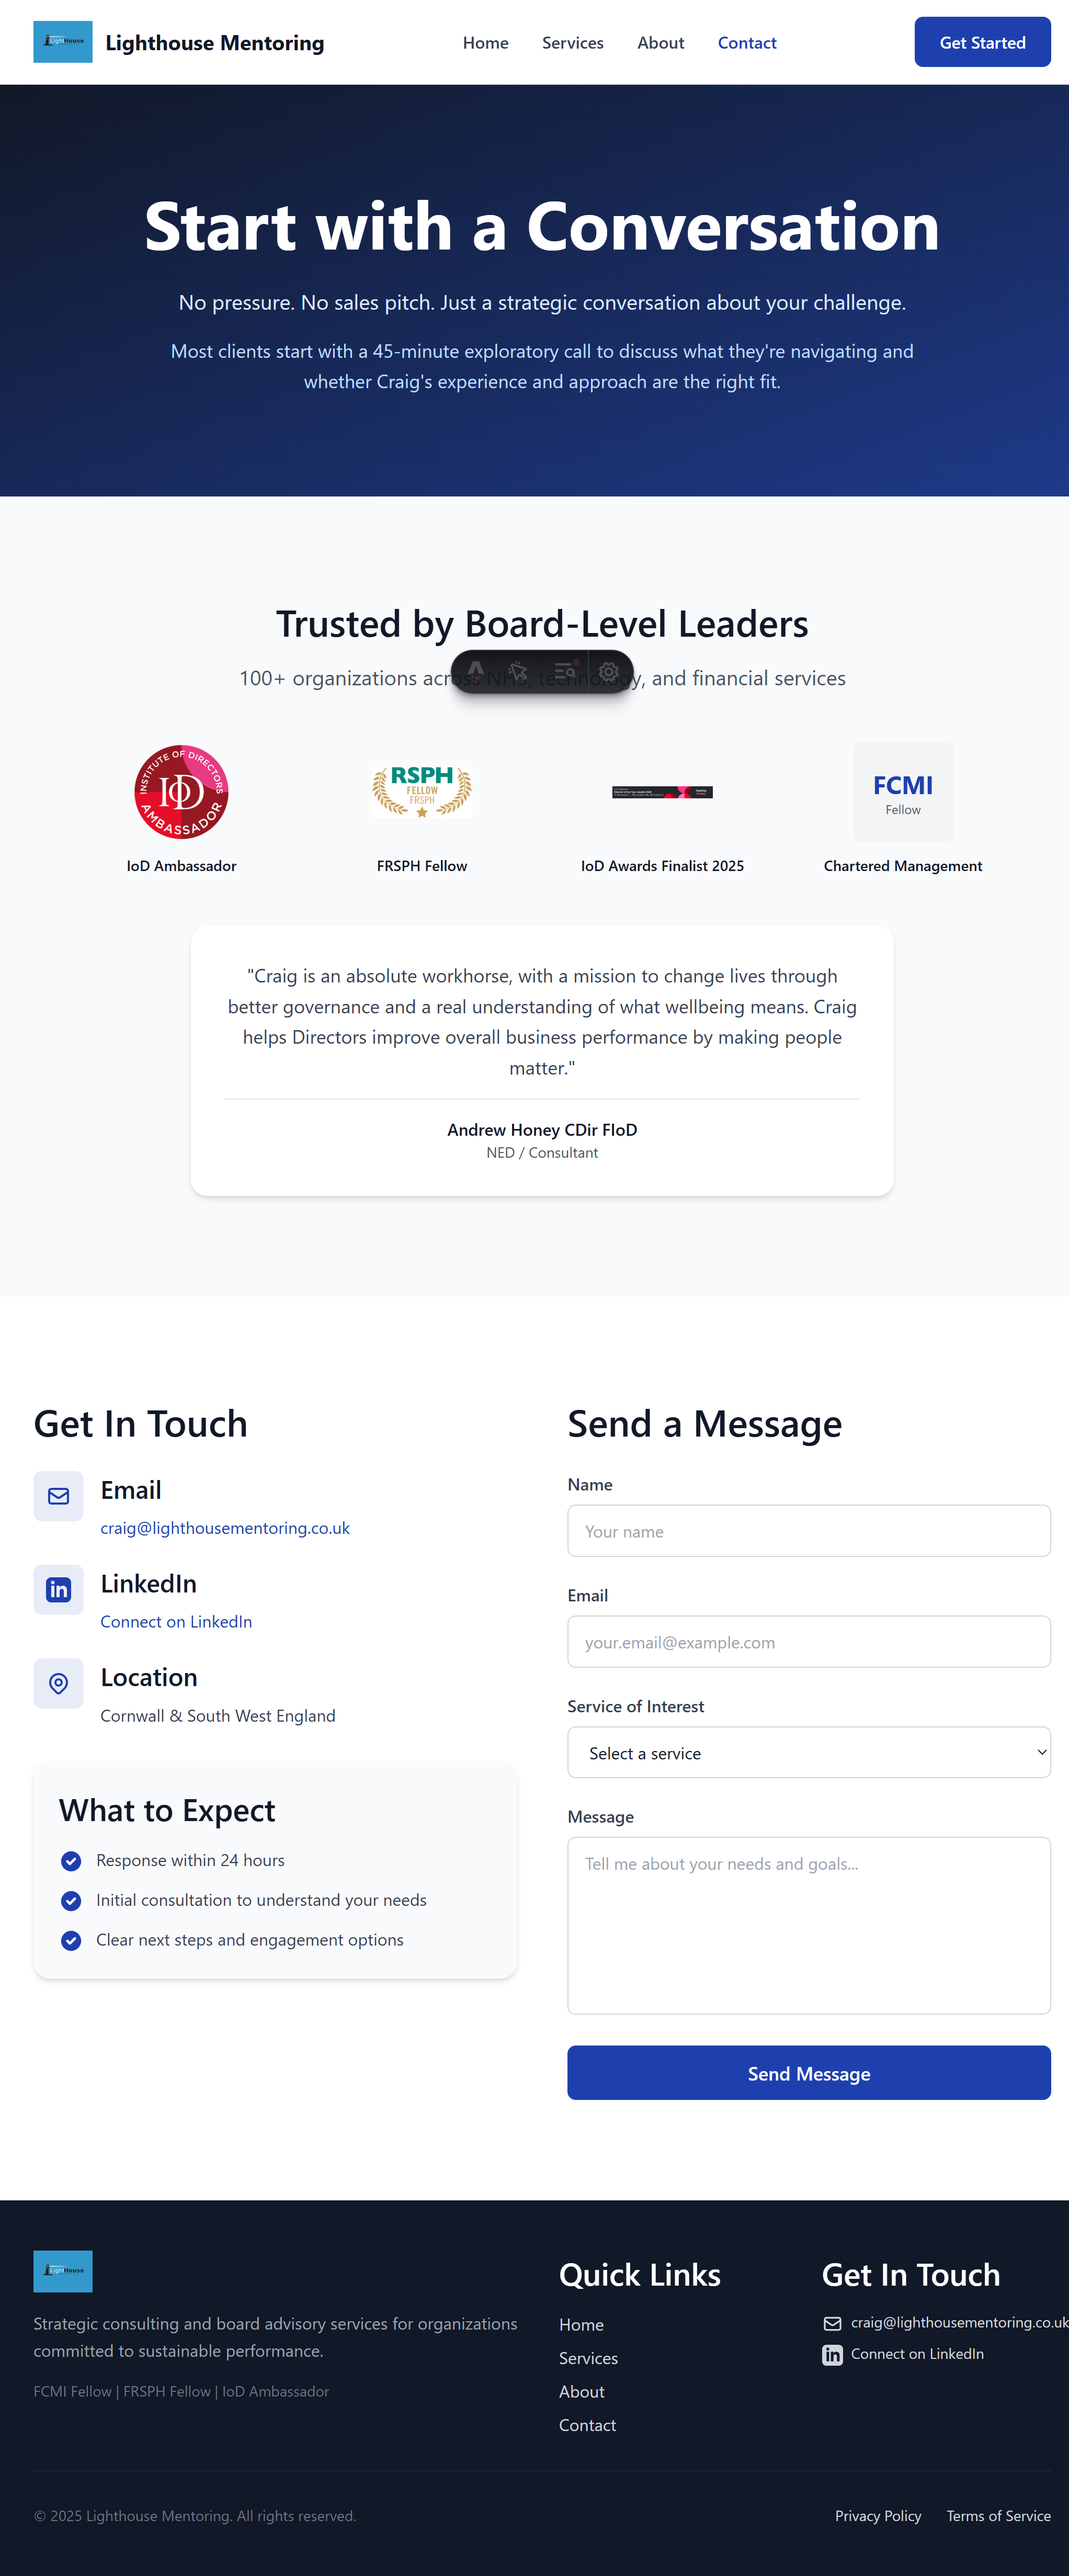 LightHouse
Lighthouse Mentoring
Home
Services
About
Contact
Get Started
Start with a Conversation
No pressure. No sales pitch. Just a strategic conversation about your challenge.
Most clients start with a 45-minute exploratory call to discuss what they're navigating and
whether Craig's experience and approach are the right fit.
Trusted by Board-Level Leaders
100+ organizations across NHS, technology, and financial services
INSTITUTE OF DIRECTORS
IoD
AMBASSADOR
RSPH
FELLOW
FRSPH
FCMI
Fellow
IoD Ambassador
FRSPH Fellow
IoD Awards Finalist 2025
Chartered Management
"Craig is an absolute workhorse, with a mission to change lives through
better governance and a real understanding of what wellbeing means. Craig
helps Directors improve overall business performance by making people
matter."
Andrew Honey CDir FIoD
NED / Consultant
Get In Touch
Email
craig@lighthousementoring.co.uk
LinkedIn
Connect on LinkedIn
Location
Cornwall & South West England
What to Expect
Response within 24 hours
Initial consultation to understand your needs
Clear next steps and engagement options
Send a Message
Name
Your name
Email
your.email@example.com
Service of Interest
Select a service
Message
Tell me about your needs and goals...
Send Message
LightHouse
Strategic consulting and board advisory services for organizations
committed to sustainable performance.
FCMI Fellow | FRSPH Fellow | IoD Ambassador
Quick Links
Home
Services
About
Contact
Get In Touch
craig@lighthousementoring.co.uk
Connect on LinkedIn
© 2025 Lighthouse Mentoring. All rights reserved.
Privacy Policy
Terms of Service